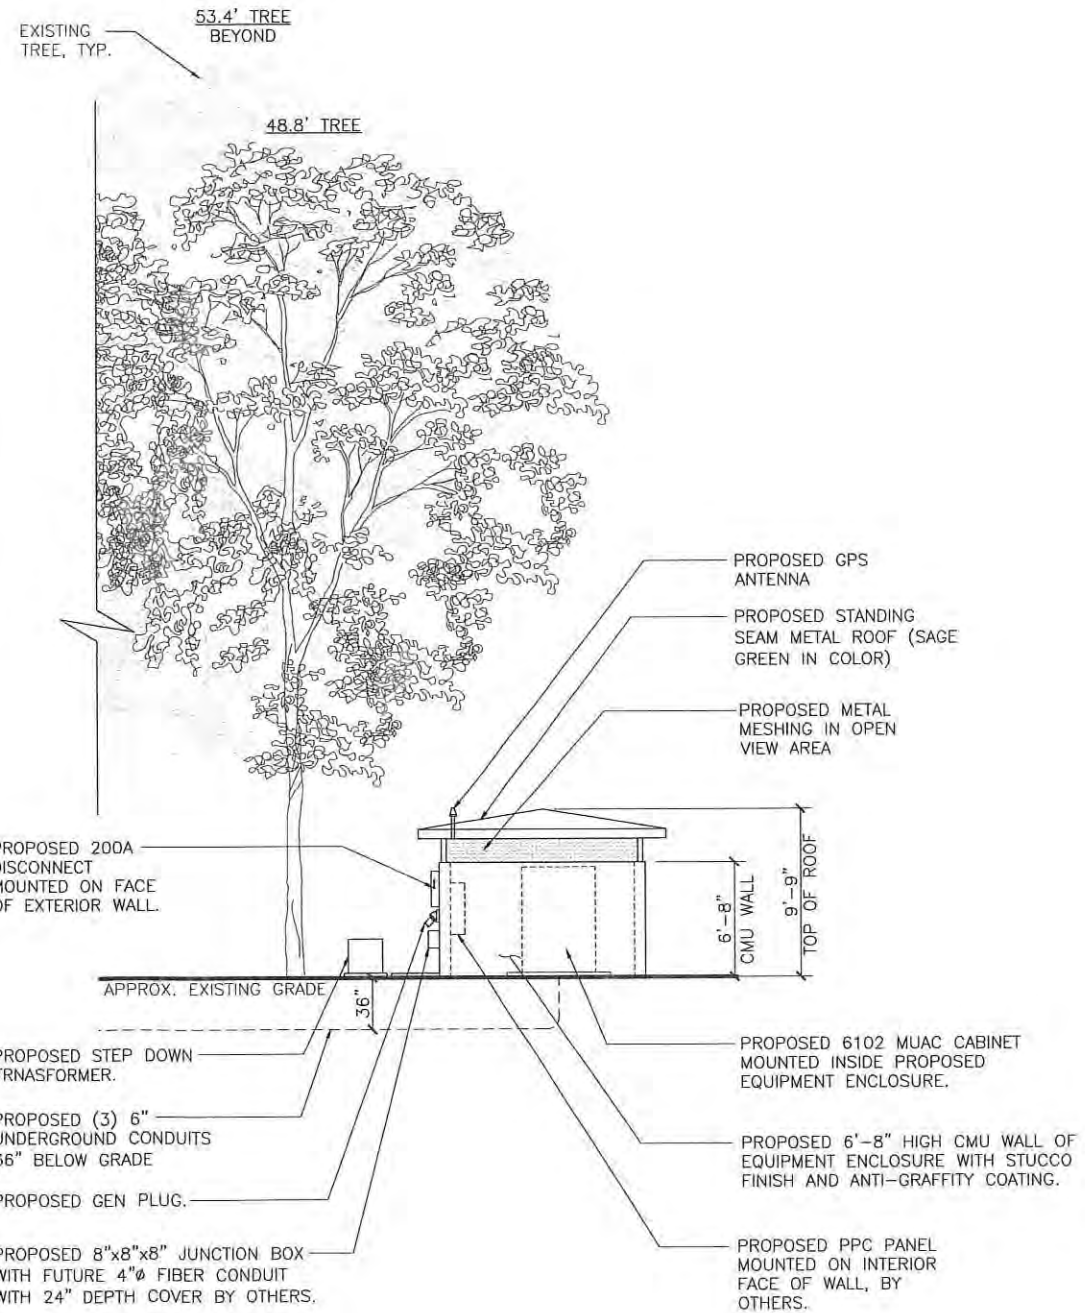 53.4' TREE
BEYOND
EXISTING
TREE, TYP.
48.8' TREE
PROPOSED GPS
ANTENNA
PROPOSED STANDING
SEAM METAL ROOF (SAGE
GREEN IN COLOR)
PROPOSED METAL
MESHING IN OPEN
VIEW AREA
PROPOSED 200A
DISCONNECT
MOUNTED ON FACE
OF EXTERIOR WALL.
6'-8"
CMU WALL
9'-9"
TOP OF ROOF
APPROX. EXISTING GRADE
36"
PROPOSED STEP DOWN
TRNASFORMER.
PROPOSED (3) 6"
UNDERGROUND CONDUITS
36" BELOW GRADE
PROPOSED GEN PLUG.
PROPOSED 8"x8"x8" JUNCTION BOX
WITH FUTURE 4"ø FIBER CONDUIT
WITH 24" DEPTH COVER BY OTHERS.
PROPOSED 6102 MUAC CABINET
MOUNTED INSIDE PROPOSED
EQUIPMENT ENCLOSURE.
PROPOSED 6'-8" HIGH CMU WALL OF
EQUIPMENT ENCLOSURE WITH STUCCO
FINISH AND ANTI-GRAFFITY COATING.
PROPOSED PPC PANEL
MOUNTED ON INTERIOR
FACE OF WALL, BY
OTHERS.